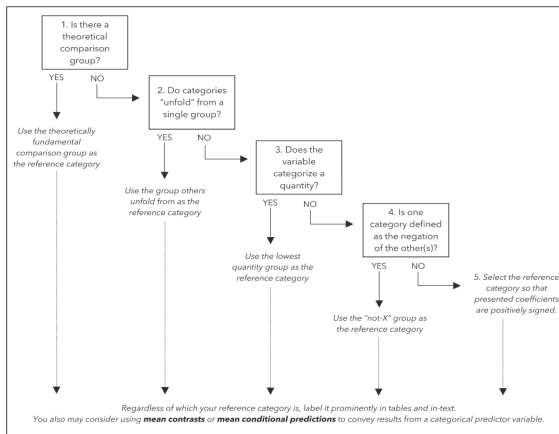 1. Is there a
theoretical
comparison
group?
YES
NO
Use the theoretically
fundamental
comparison group as
the reference category
2. Do categories
"unfold" from a
single group?
YES
NO
Use the group others
unfold from as the
reference category
3. Does the
variable
categorize a
quantity?
YES
NO
Use the lowest
quantity group as the
reference category
4. Is one
category defined
as the negation
of the other(s)?
YES
NO
Use the "not-X" group as
the reference category
5. Select the reference
category so that
presented coefficients
are positively signed.
Regardless of which your reference category is, label it prominently in tables and in-text.
You also may consider using mean contrasts or mean conditional predictions to convey results from a categorical predictor variable.